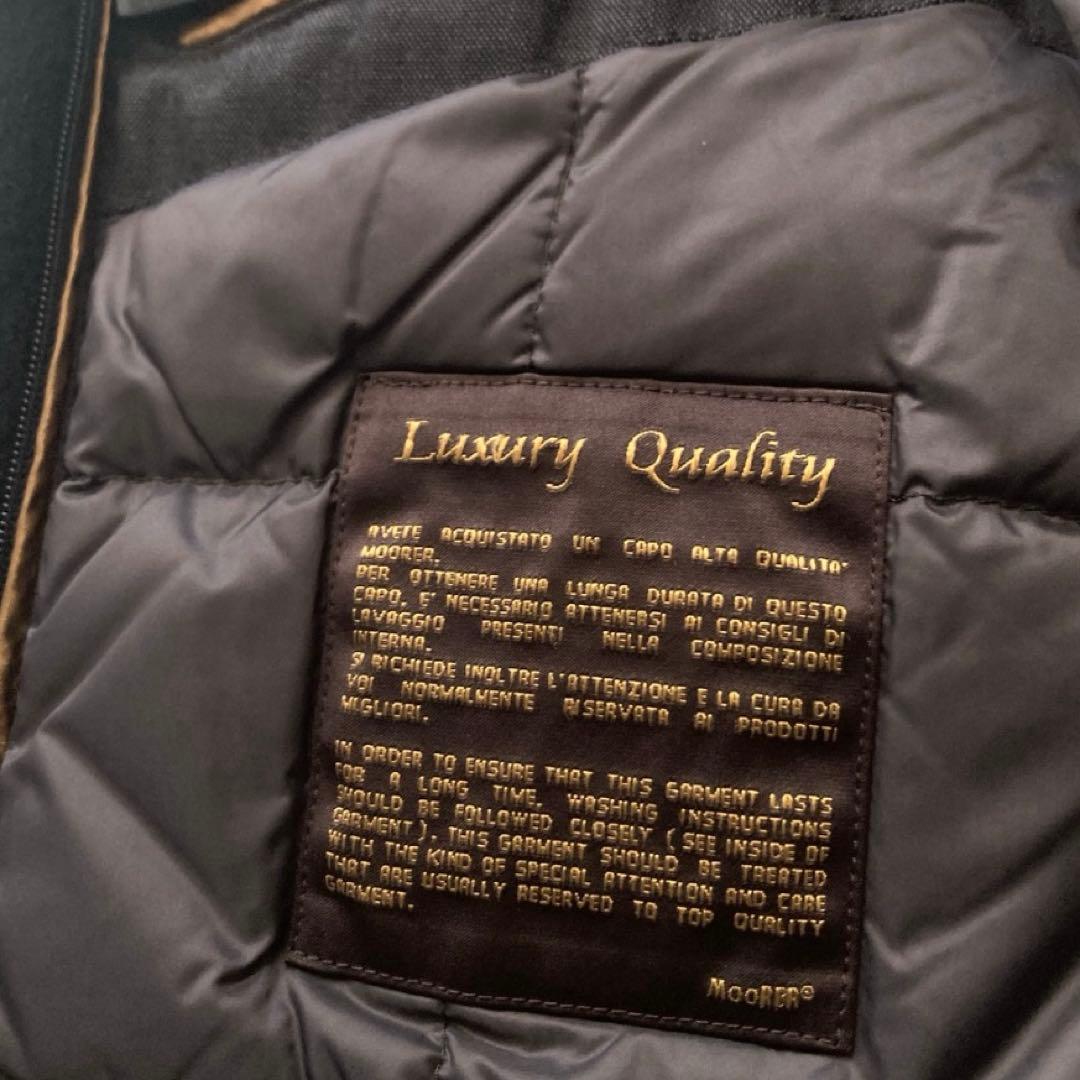 Luxury Quality
AVETE ACQUISTATO UN CAPO ALTA QUALITA'
MOORER.
PER OTTENERE UNA LUNGA DURATA DI QUESTO
CAPO, E' NECESSARIO ATTENERSI AI CONSIGLI DI
LAVAGGIO PRESENTI NELLA COMPOSIZIONE
INTERNA.
SI RICHIEDE INOLTRE L'ATTENZIONE E LA CURA DA
VOI NORMALMENTE RISERVATA AI PRODOTTI
MIGLIORI.
IN ORDER TO ENSURE THAT THIS GARMENT LASTS
FOR A LONG TIME, WASHING INSTRUCTIONS
SHOULD BE FOLLOWED CLOSELY (SEE INSIDE OF
GARMENT), THIS GARMENT SHOULD BE TREATED
WITH THE KIND OF SPECIAL ATTENTION AND CARE
THAT ARE USUALLY RESERVED TO TOP QUALITY
GARMENT.
MOORER®